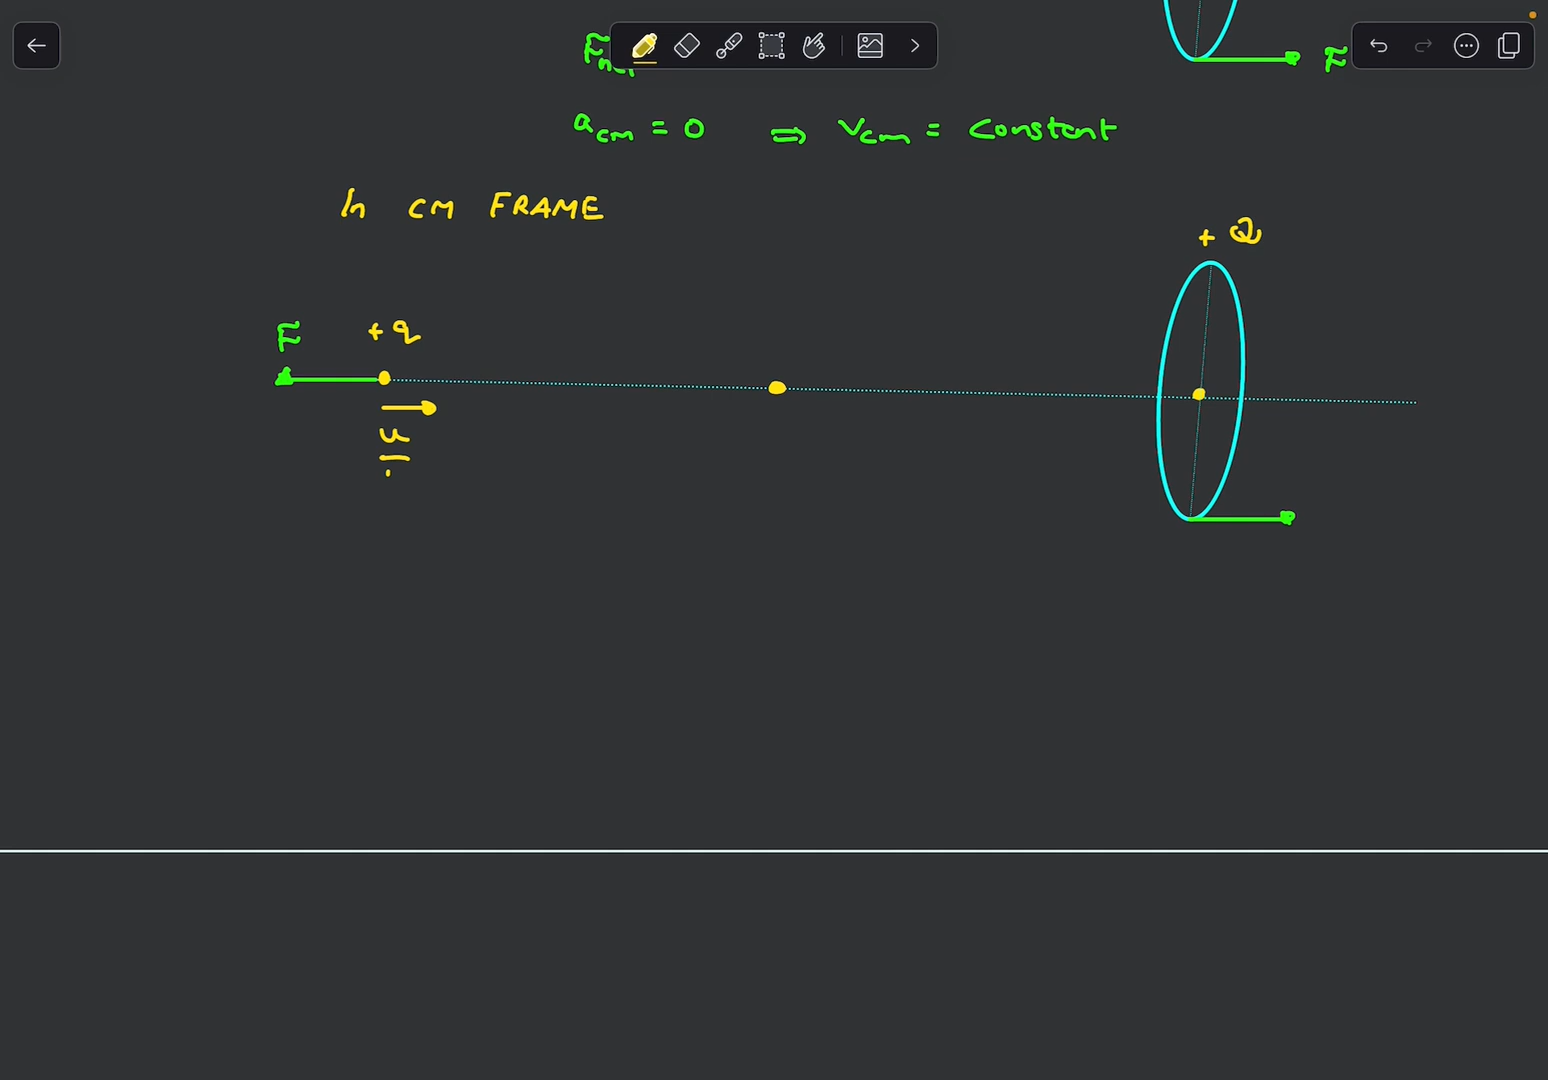 F
a_cm = 0 ⇒ v_cm = Constant
In CM FRAME
+ Q
F +q
u